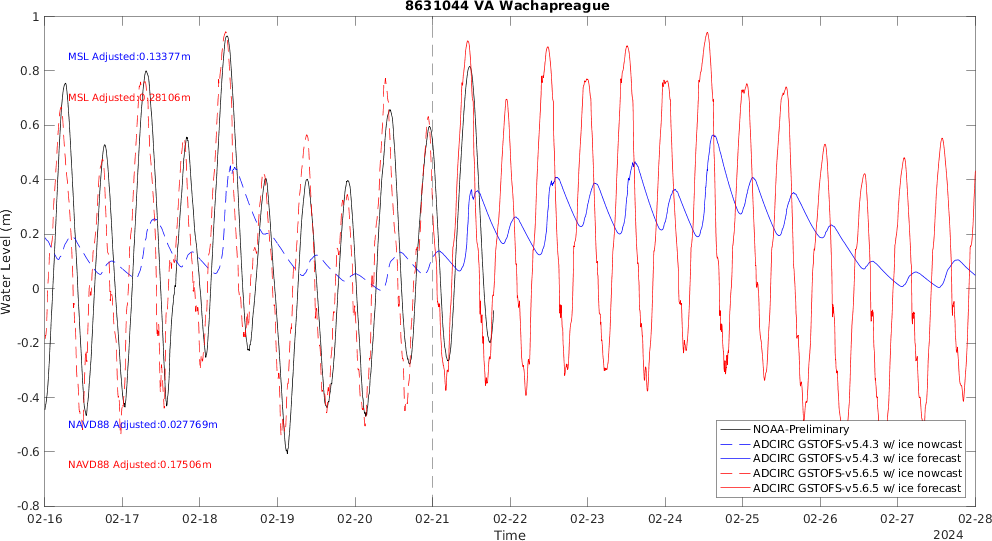 8631044 VA Wachapreague
1
0.8
0.6
0.4
0.2
0
-0.2
-0.4
-0.6
-0.8
Water Level (m)
MSL Adjusted:0.13377m
MSL Adjusted:0.28106m
NAVD88 Adjusted:0.027769m
NAVD88 Adjusted:0.17506m
NOAA-Preliminary
ADCIRC GSTOFS-v5.4.3 w/ ice nowcast
ADCIRC GSTOFS-v5.4.3 w/ ice forecast
ADCIRC GSTOFS-v5.6.5 w/ ice nowcast
ADCIRC GSTOFS-v5.6.5 w/ ice forecast
02-16 02-17 02-18 02-19 02-20 02-21 02-22 02-23 02-24 02-25 02-26 02-27 02-28
Time
2024